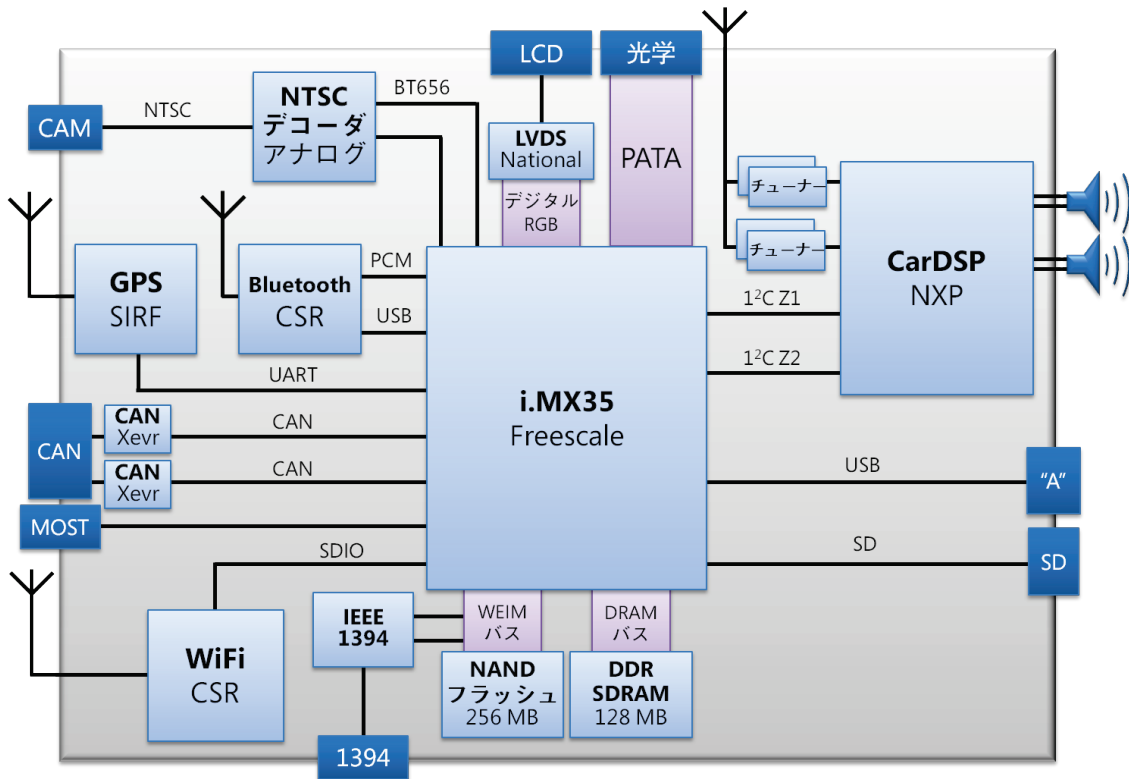 LCD
光学
CAM
NTSC
NTSC
デコーダ
アナログ
BT656
LVDS
National
デジタル
RGB
PATA
チューナー
チューナー
CarDSP
NXP
GPS
SIRF
Bluetooth
CSR
PCM
USB
UART
1²C Z1
1²C Z2
i.MX35
Freescale
CAN
CAN
Xevr
CAN
CAN
Xevr
CAN
MOST
USB
"A"
SDIO
SD
SD
WiFi
CSR
IEEE
1394
WEIM
バス
DRAM
バス
NAND
フラッシュ
256 MB
DDR
SDRAM
128 MB
1394